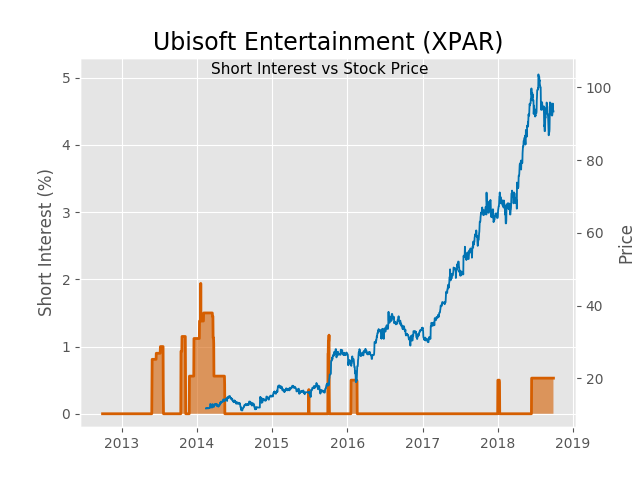 Ubisoft Entertainment (XPAR)
Short Interest vs Stock Price
Short Interest (%)
5
4
3
2
1
0
100
80
60
40
20
Price
2013 2014 2015 2016 2017 2018 2019